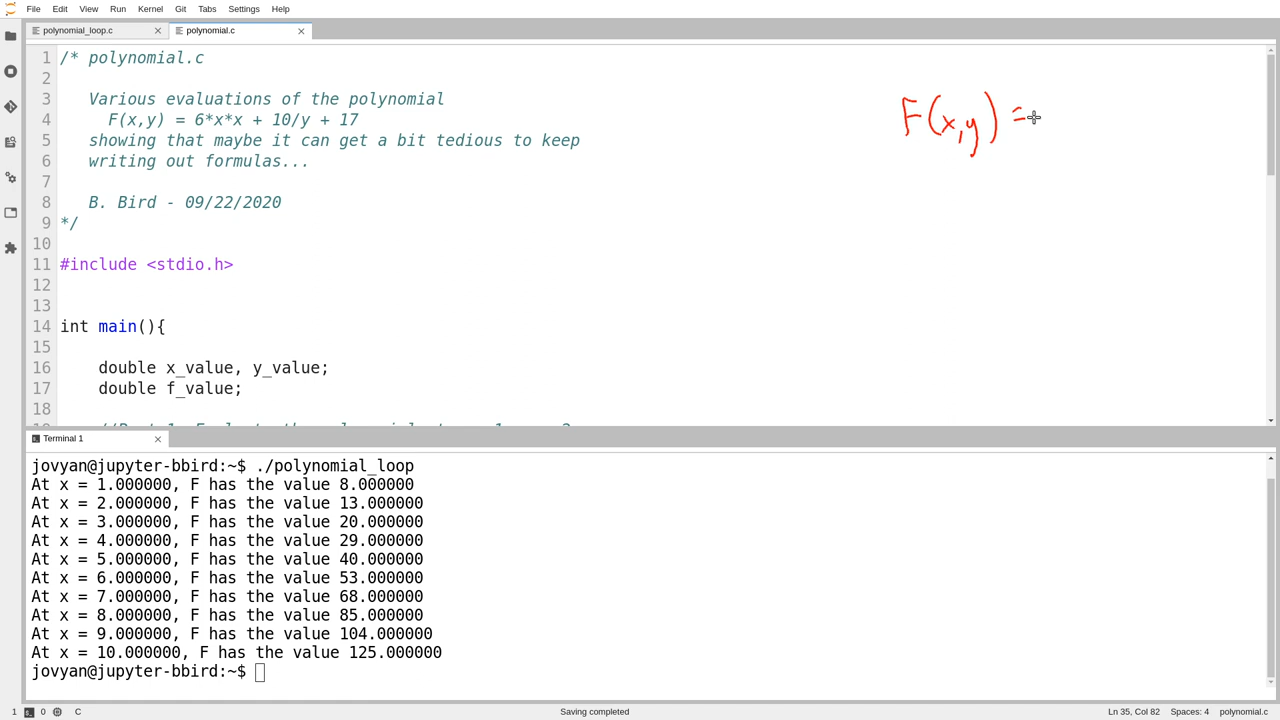 File Edit View Run Kernel Git Tabs Settings Help
polynomial_loop.c polynomial.c
1 /* polynomial.c
2
3 Various evaluations of the polynomial
4 F(x,y) = 6*x*x + 10/y + 17
5 showing that maybe it can get a bit tedious to keep
6 writing out formulas...
7
8 B. Bird - 09/22/2020
9 */
10
11 #include <stdio.h>
12
13
14 int main(){
15
16 double x_value, y_value;
17 double f_value;
18
F(x,y) =
Terminal 1
jovyan@jupyter-bbird:~$ ./polynomial_loop
At x = 1.000000, F has the value 8.000000
At x = 2.000000, F has the value 13.000000
At x = 3.000000, F has the value 20.000000
At x = 4.000000, F has the value 29.000000
At x = 5.000000, F has the value 40.000000
At x = 6.000000, F has the value 53.000000
At x = 7.000000, F has the value 68.000000
At x = 8.000000, F has the value 85.000000
At x = 9.000000, F has the value 104.000000
At x = 10.000000, F has the value 125.000000
jovyan@jupyter-bbird:~$
1 0 C Saving completed Ln 35, Col 82 Spaces: 4 polynomial.c